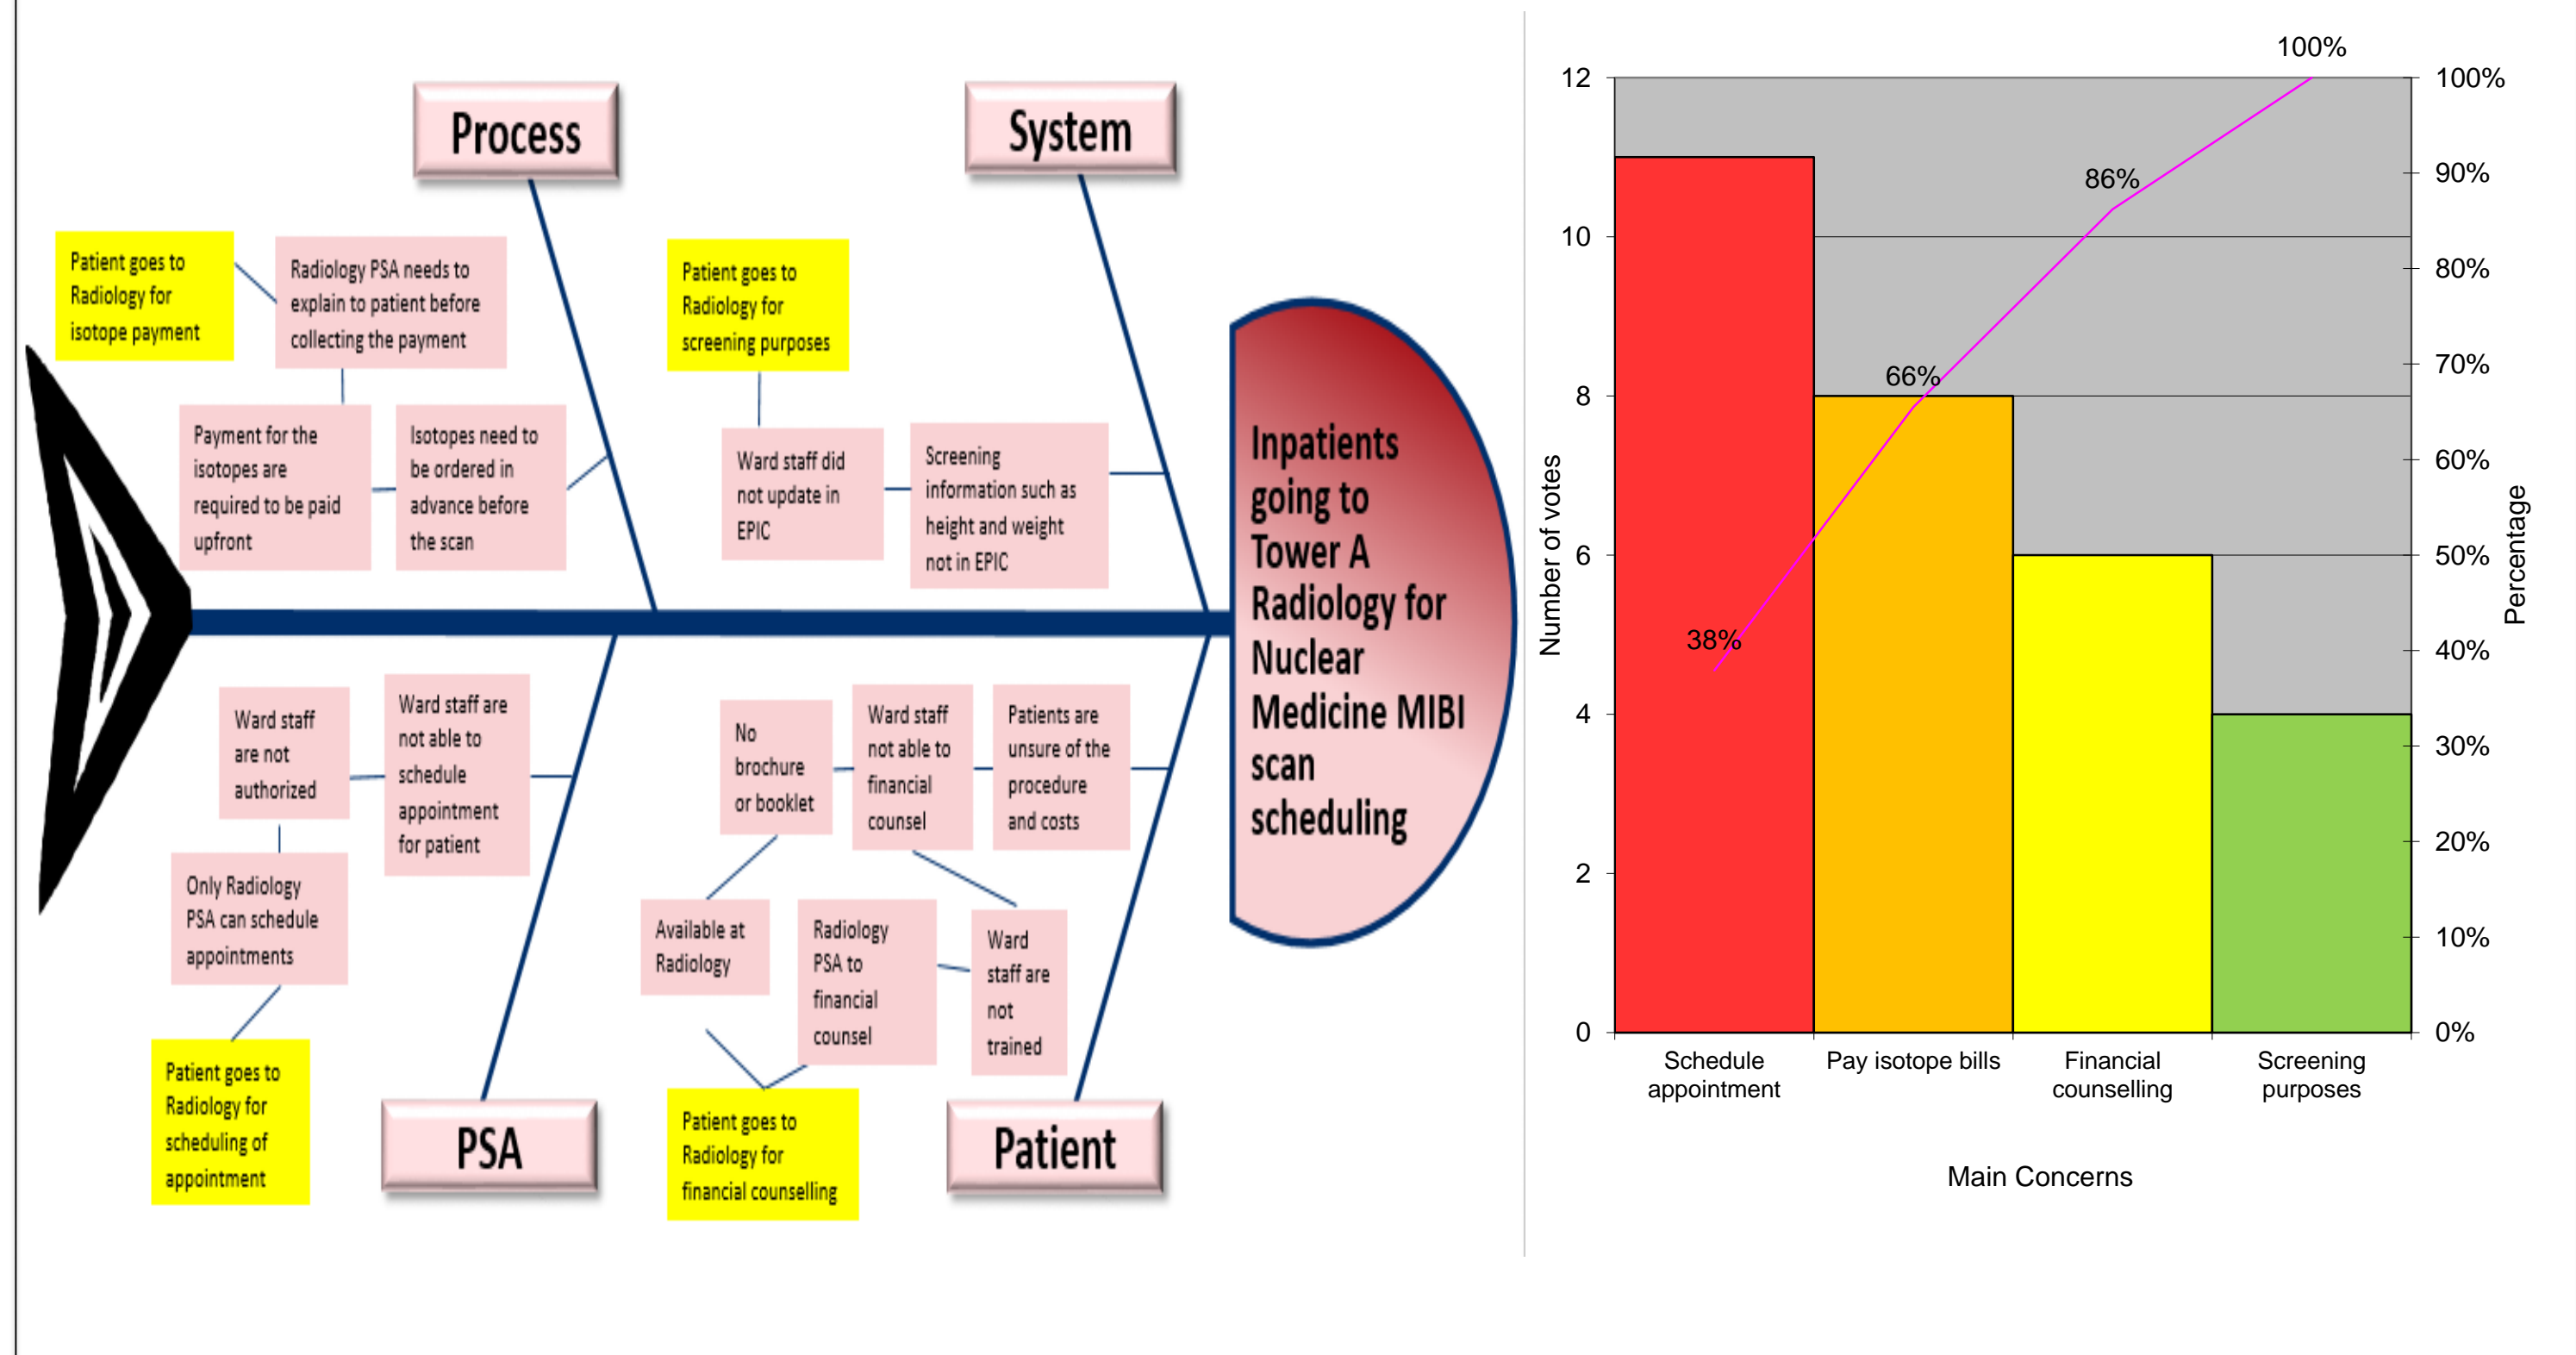 Process
System
Patient goes to
Radiology for
isotope payment
Radiology PSA needs to
explain to patient before
collecting the payment
Payment for the
isotopes are
required to be paid
upfront
Isotopes need to
be ordered in
advance before
the scan
Patient goes to
Radiology for
screening purposes
Ward staff did
not update in
EPIC
Screening
information such as
height and weight
not in EPIC
Inpatients
going to
Tower A
Radiology for
Nuclear
Medicine MIBI
scan
scheduling
Ward staff
are not
authorized
Ward staff are
not able to
schedule
appointment
for patient
Only Radiology
PSA can schedule
appointments
Patient goes to
Radiology for
scheduling of
appointment
PSA
No
brochure
or booklet
Ward staff
not able to
financial
counsel
Patients are
unsure of the
procedure
and costs
Available at
Radiology
Radiology
PSA to
financial
counsel
Ward
staff are
not
trained
Patient goes to
Radiology for
financial counselling
Patient
Number of votes
12
10
8
6
4
2
0
38%
66%
86%
100%
100%
90%
80%
70%
60%
50%
40%
30%
20%
10%
0%
Percentage
Schedule
appointment
Pay isotope bills
Financial
counselling
Screening
purposes
Main Concerns